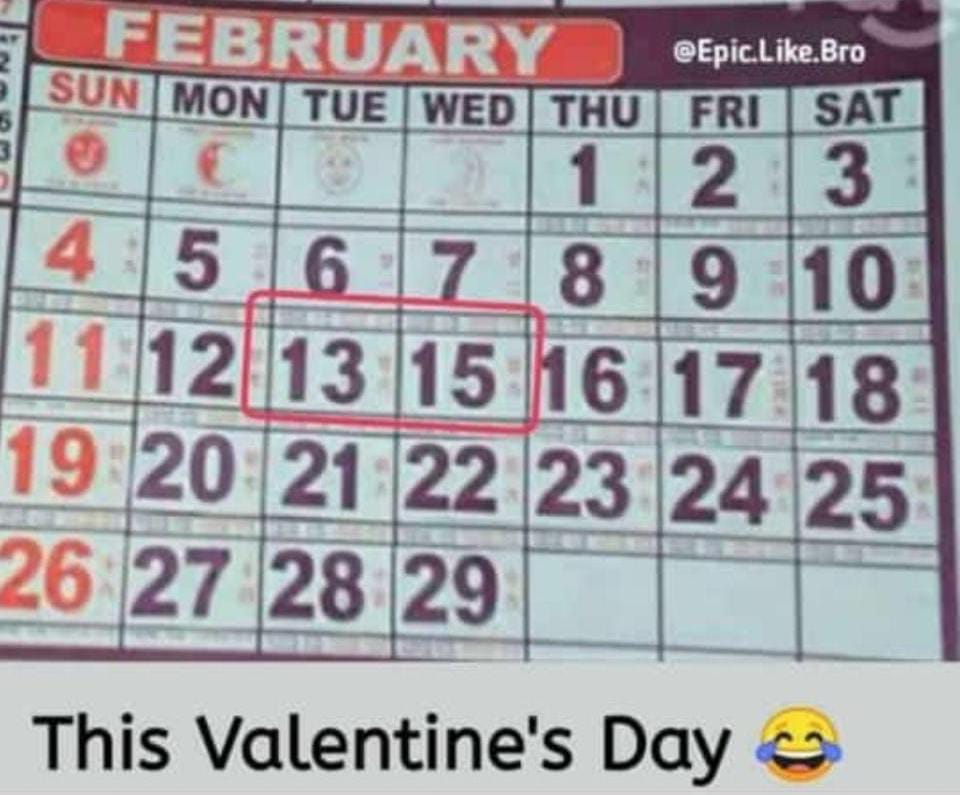 FEBRUARY
@Epic.Like.Bro
SUN MON TUE WED THU FRI SAT
1 2 3
4 5 6 7 8 9 10
11 12 13 15 16 17 18
19 20 21 22 23 24 25
26 27 28 29
This Valentine's Day 😂